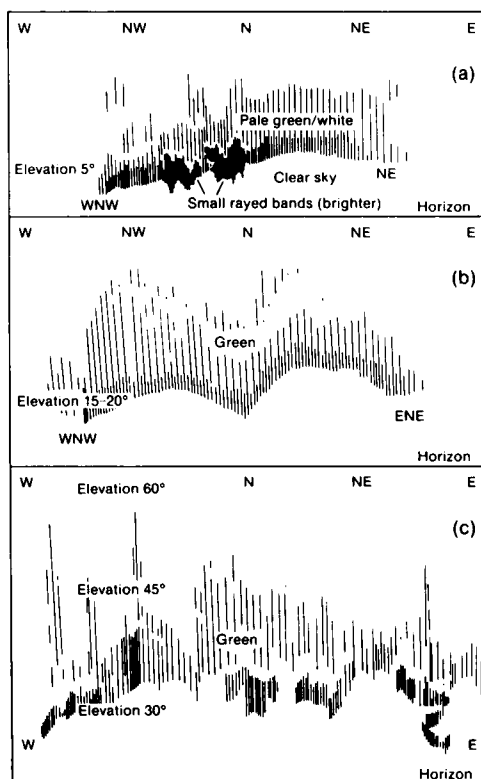 W NW N NE E
(a)
Pale green/white
Elevation 5°
NE
Clear sky
WNW
Small rayed bands (brighter)
Horizon
W NW N NE E
(b)
Green
Elevation 15–20°
ENE
WNW
Horizon
W N NE E
Elevation 60°
(c)
Elevation 45°
Green
Elevation 30°
W E
Horizon